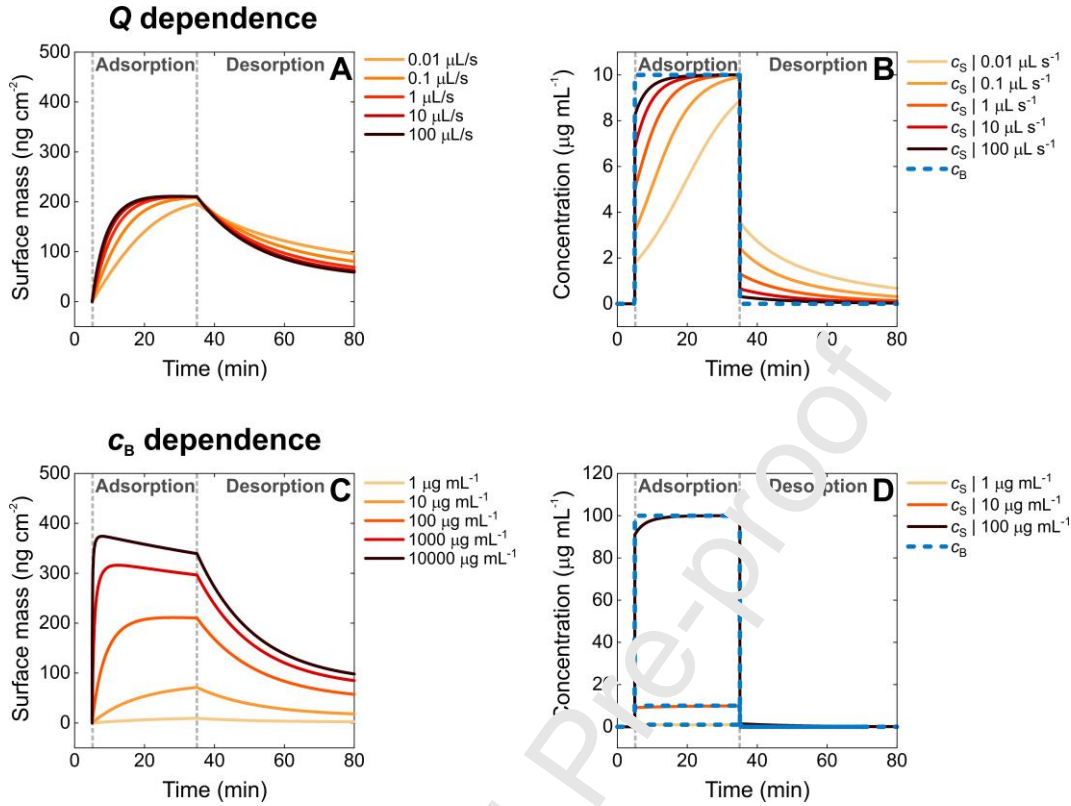 Q dependence
500
400
300
200
100
0
0 20 40 60 80
Surface mass (ng cm⁻²)
Time (min)
Adsorption
Desorption
A
0.01 μL/s
0.1 μL/s
1 μL/s
10 μL/s
100 μL/s
10
8
6
4
2
0
0 20 40 60 80
Concentration (μg mL⁻¹)
Time (min)
Adsorption
Desorption
B
cS | 0.01 μL s⁻¹
cS | 0.1 μL s⁻¹
cS | 1 μL s⁻¹
cS | 10 μL s⁻¹
cS | 100 μL s⁻¹
cB
cB dependence
500
400
300
200
100
0
0 20 40 60 80
Surface mass (ng cm⁻²)
Time (min)
Adsorption
Desorption
C
1 μg mL⁻¹
10 μg mL⁻¹
100 μg mL⁻¹
1000 μg mL⁻¹
10000 μg mL⁻¹
120
100
80
60
40
20
0
0 20 40 60 80
Concentration (μg mL⁻¹)
Time (min)
Adsorption
Desorption
D
cS | 1 μg mL⁻¹
cS | 10 μg mL⁻¹
cS | 100 μg mL⁻¹
cB
Pre-proof